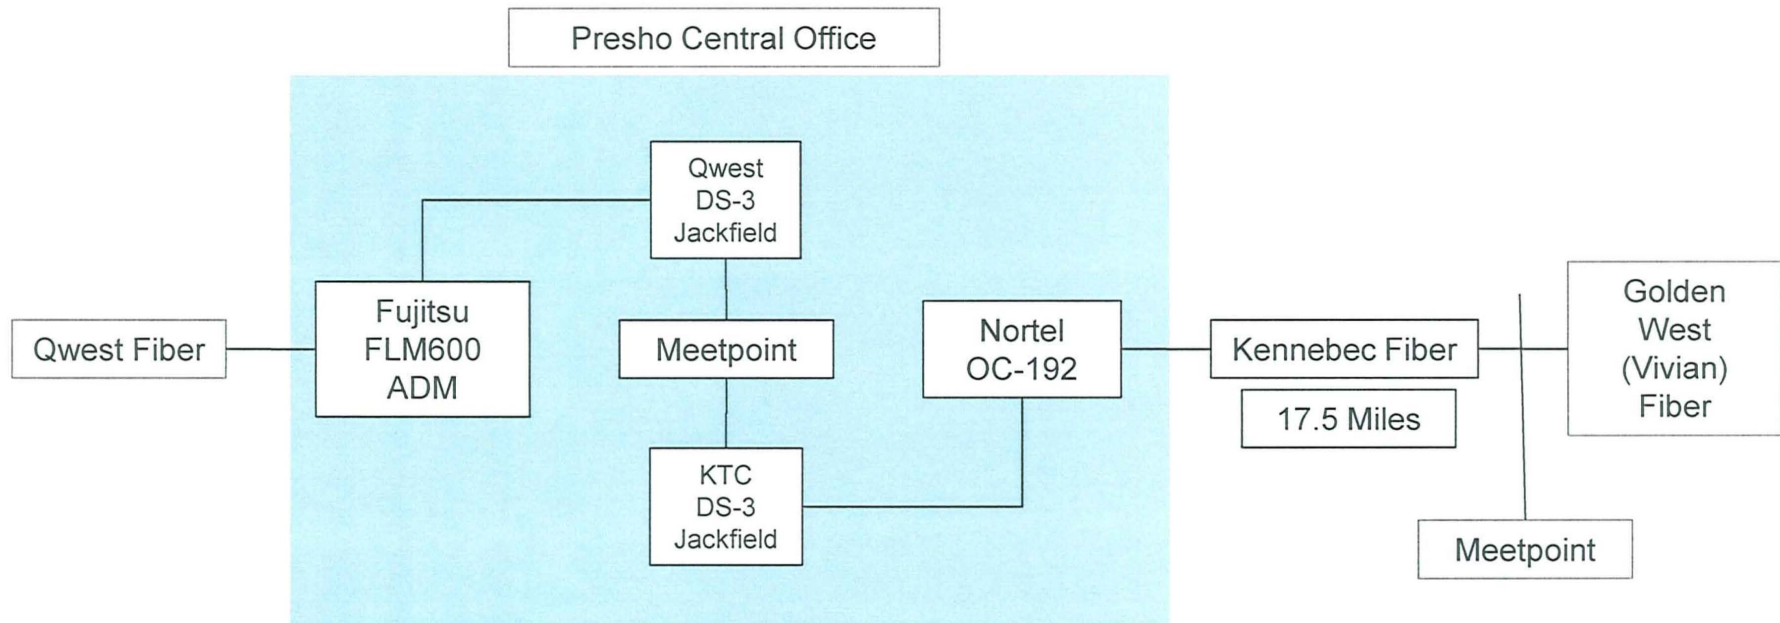 Presho Central Office
Qwest
DS-3
Jackfield
Fujitsu
FLM600
ADM
Qwest Fiber
Meetpoint
Nortel
OC-192
Kennebec Fiber
17.5 Miles
Golden
West
(Vivian)
Fiber
KTC
DS-3
Jackfield
Meetpoint